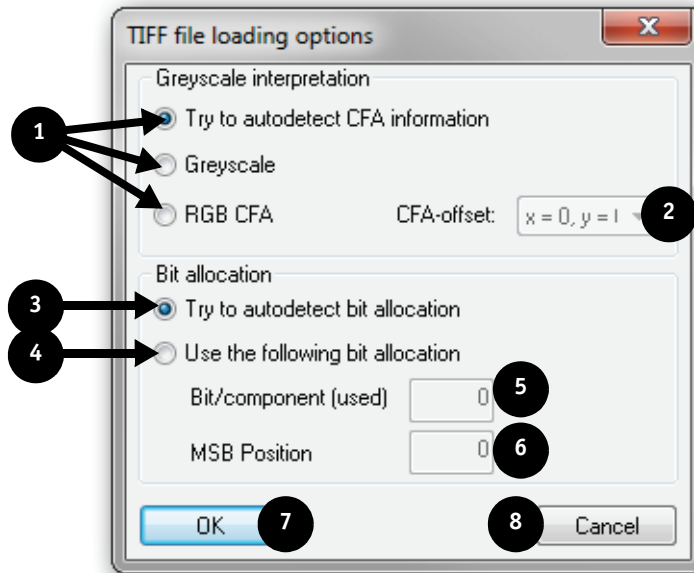 TIFF file loading options
Greyscale interpretation
1
Try to autodetect CFA information
Greyscale
RGB CFA CFA-offset: x = 0, y = 2
Bit allocation
3 Try to autodetect bit allocation
4 Use the following bit allocation
Bit/component (used) 0 5
MSB Position 0 6
OK 7 8 Cancel